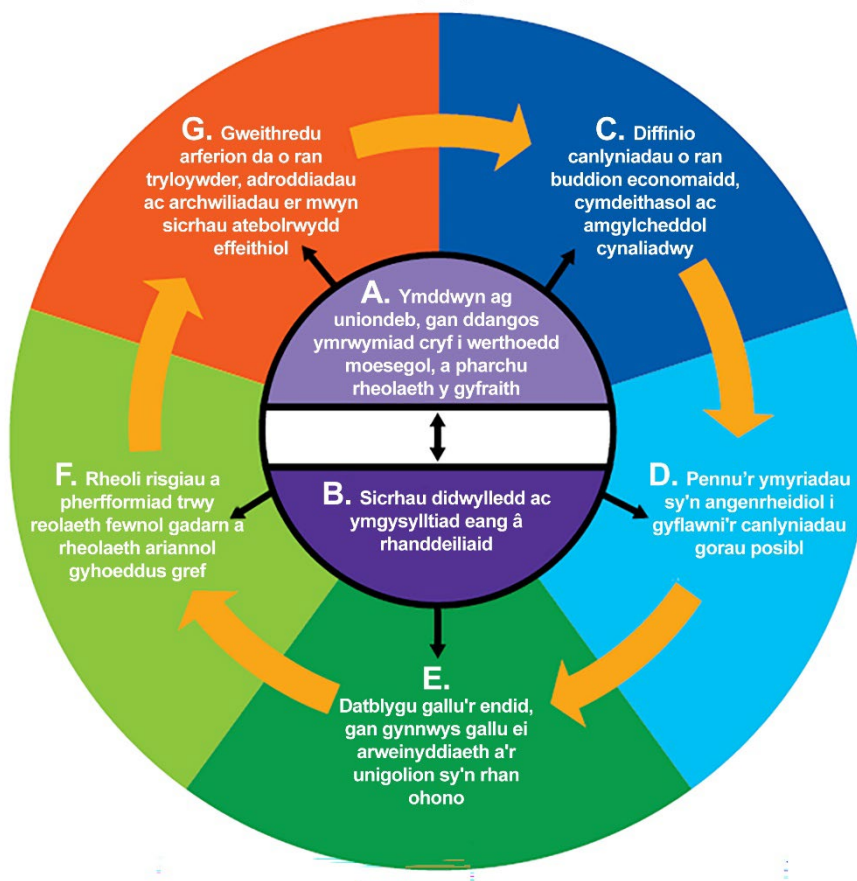 A. Ymddwyn ag
uniondeb, gan ddangos
ymrwymiad cryf i werthoedd
moesegol, a pharchu
rheolaeth y gyfraith
B. Sicrhau didwylledd ac
ymgysylltiad eang â
rhanddeiliaid
C. Diffinio
canlyniadau o ran
buddion economaidd,
cymdeithasol ac
amgylcheddol
cynaliadwy
D. Pennu’r ymyriadau
sy'n angenrheidiol i
gyflawni'r canlyniadau
gorau posibl
E.
Datblygu gallu'r endid,
gan gynnwys gallu ei
arweinyddiaeth a'r
unigolion sy'n rhan
ohono
F. Rheoli risgiau a
pherfformiad trwy
reolaeth fewnol gadarn a
rheolaeth ariannol
gyhoeddus gref
G. Gweithredu
arferion da o ran
tryloywder, adroddiadau
ac archwiliadau er mwyn
sicrhau atebolrwydd
effeithiol